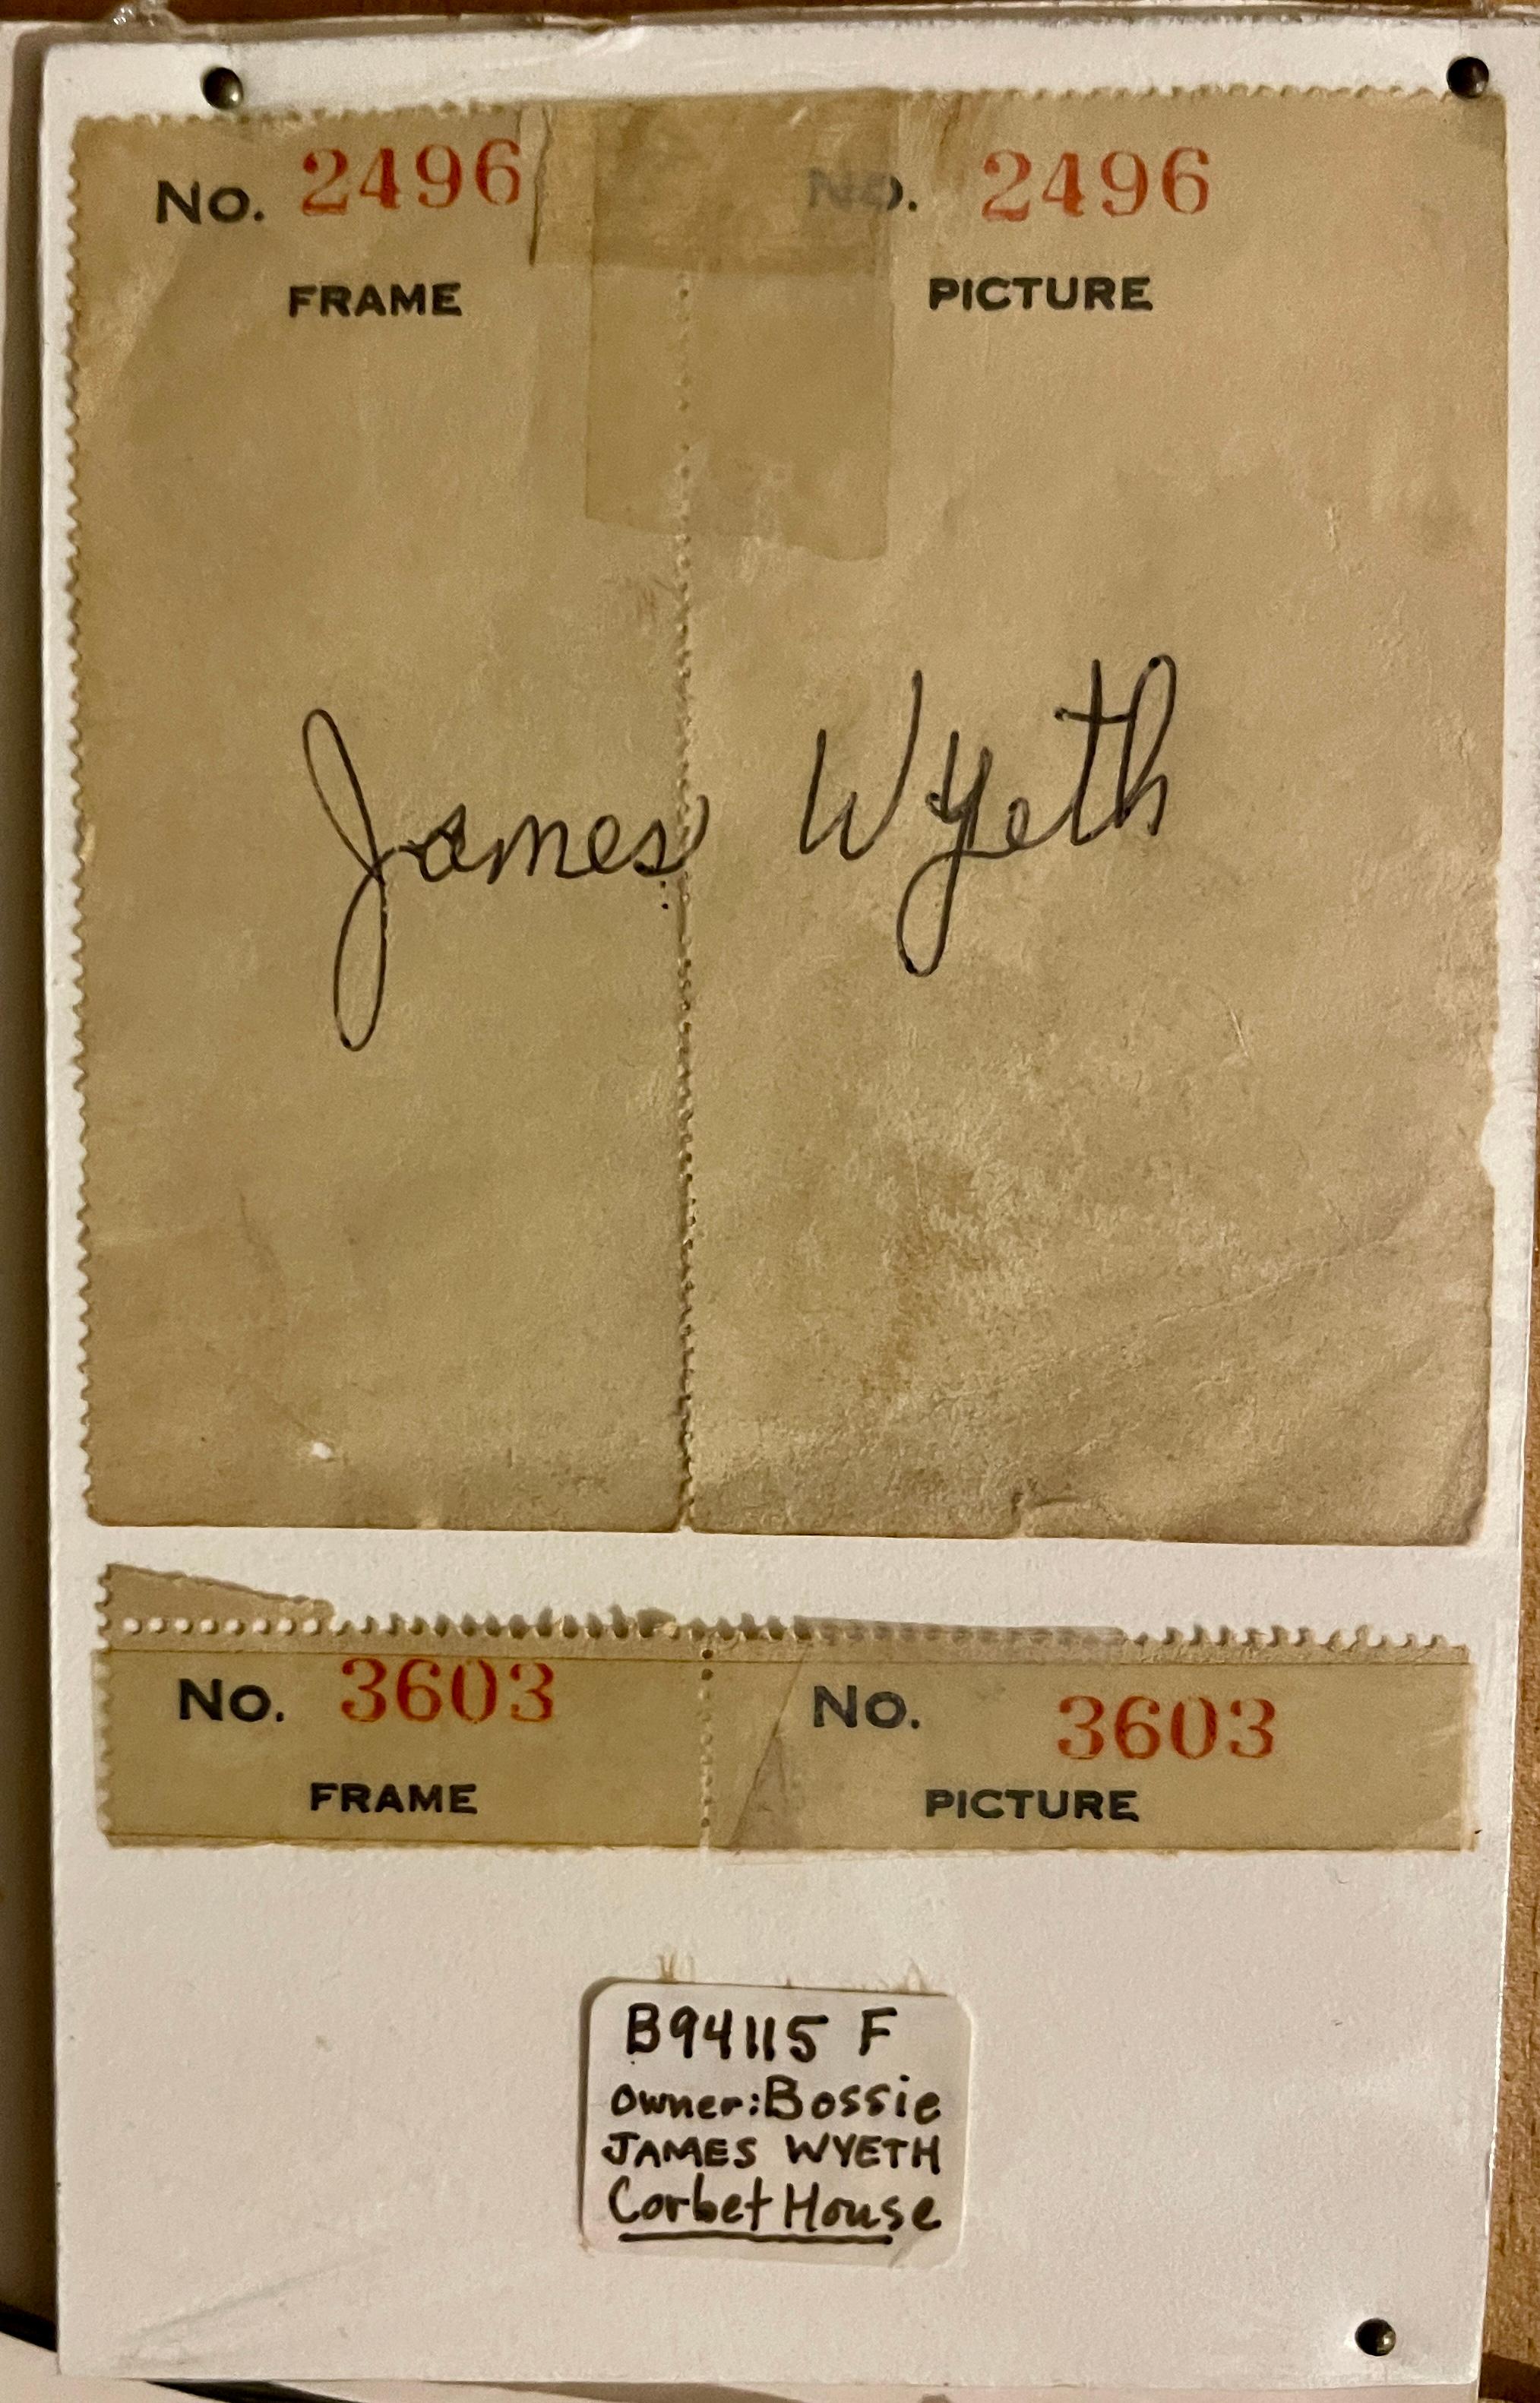 No. 2496 No. 2496
FRAME PICTURE
James Wyeth
No. 3603 No. 3603
FRAME PICTURE
B94115 F
Owner: Bossie
JAMES WYETH
Corbet House